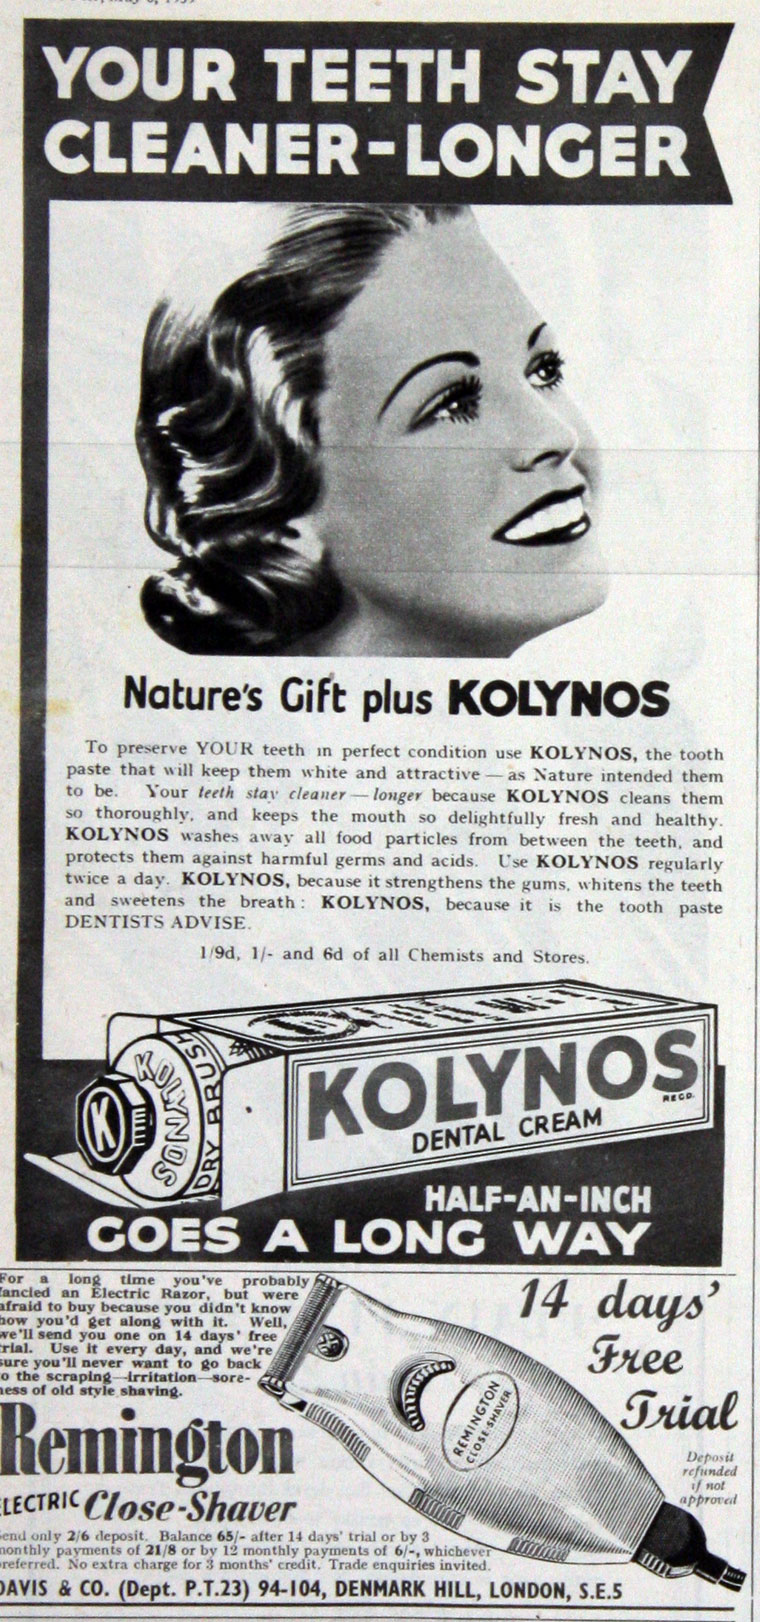 YOUR TEETH STAY
CLEANER-LONGER
Nature's Gift plus KOLYNOS
To preserve YOUR teeth in perfect condition use KOLYNOS, the tooth
paste that will keep them white and attractive — as Nature intended them
to be. Your teeth stay cleaner — longer because KOLYNOS cleans them
so thoroughly, and keeps the mouth so delightfully fresh and healthy.
KOLYNOS washes away all food particles from between the teeth, and
protects them against harmful germs and acids. Use KOLYNOS regularly
twice a day. KOLYNOS, because it strengthens the gums, whitens the teeth
and sweetens the breath: KOLYNOS, because it is the tooth paste
DENTISTS ADVISE.
1/9d, 1/- and 6d of all Chemists and Stores.
K
KOLYNOS
KOLYNOS
DRY BRUSH
KOLYNOS
REGD.
DENTAL CREAM
HALF-AN-INCH
GOES A LONG WAY
For a long time you've probably
fancied an Electric Razor, but were
afraid to buy because you didn't know
how you'd get along with it. Well,
we'll send you one on 14 days' free
trial. Use it every day, and we're
sure you'll never want to go back
to the scraping—irritation—sore-
ness of old style shaving.
14 days'
Free
Trial
Deposit
refunded
if not
approved
REMINGTON
CLOSE-SHAVER
Remington
ELECTRIC Close-Shaver
Send only 2/6 deposit. Balance 65/- after 14 days' trial or by 3
monthly payments of 21/8 or by 12 monthly payments of 6/-, whichever
preferred. No extra charge for 3 months' credit. Trade enquiries invited.
DAVIS & CO. (Dept. P.T.23) 94-104, DENMARK HILL, LONDON, S.E.5